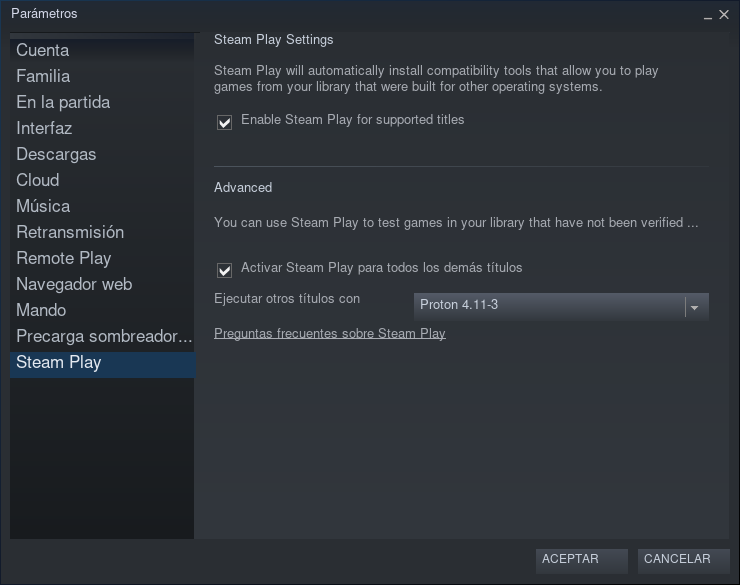 Parámetros
Cuenta
Familia
En la partida
Interfaz
Descargas
Cloud
Música
Retransmisión
Remote Play
Navegador web
Mando
Precarga sombreador...
Steam Play
Steam Play Settings
Steam Play will automatically install compatibility tools that allow you to play
games from your library that were built for other operating systems.
Enable Steam Play for supported titles
Advanced
You can use Steam Play to test games in your library that have not been verified ...
Activar Steam Play para todos los demás títulos
Ejecutar otros títulos con
Proton 4.11-3
Preguntas frecuentes sobre Steam Play
ACEPTAR
CANCELAR